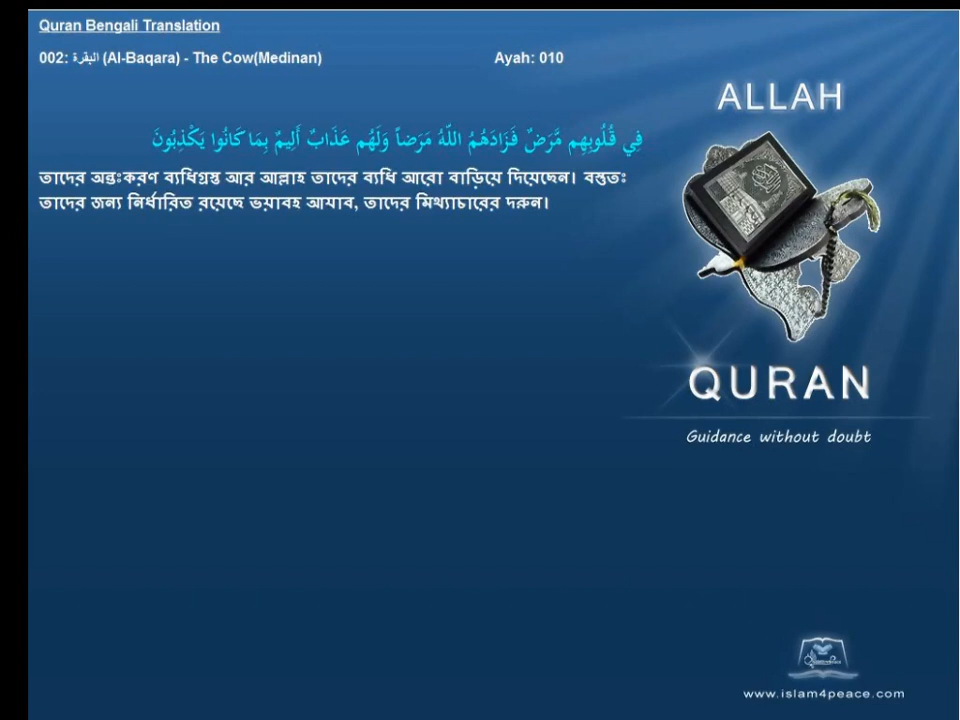 Quran Bengali Translation
002: البقرة (Al-Baqara) - The Cow(Medinan) Ayah: 010
فِي قُلُوبِهِم مَّرَضٌ فَزَادَهُمُ اللّهُ مَرَضاً وَلَهُم عَذَابٌ أَلِيمٌ بِمَا كَانُوا يَكْذِبُونَ
তাদের অন্তঃকরণ ব্যধিগ্রস্ত আর আল্লাহ তাদের ব্যধি আরো বাড়িয়ে দিয়েছেন। বস্তুতঃ
তাদের জন্য নির্ধারিত রয়েছে ভয়াবহ আযাব, তাদের মিথ্যাচারের দরুন।
ALLAH
QURAN
Guidance without doubt
www.islam4peace.com